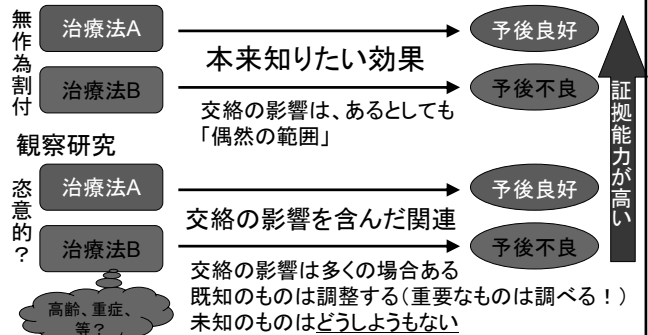 無作為割付
治療法A
予後良好
本来知りたい効果
治療法B
予後不良
交絡の影響は、あるとしても
「偶然の範囲」
観察研究
恣意的?
治療法A
予後良好
交絡の影響を含んだ関連
治療法B
予後不良
交絡の影響は多くの場合ある
既知のものは調整する(重要なものは調べる!)
未知のものはどうしようもない
高齢、重症、
等?
証拠能力が高い